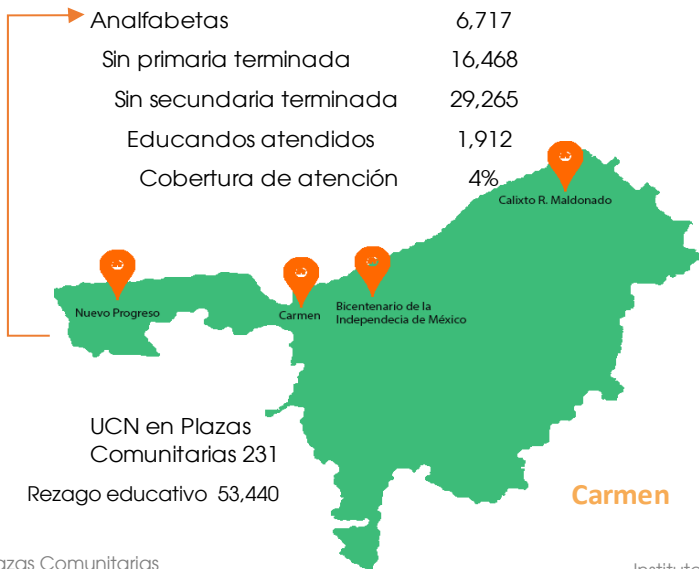 Analfabetas 6,717
Sin primaria terminada 16,468
Sin secundaria terminada 29,265
Educandos atendidos 1,912
Cobertura de atención 4%
Calixto R. Maldonado
Nuevo Progreso
Carmen
Bicentenario de la
Independecia de México
UCN en Plazas
Comunitarias 231
Rezago educativo 53,440
Carmen
Comunitarias